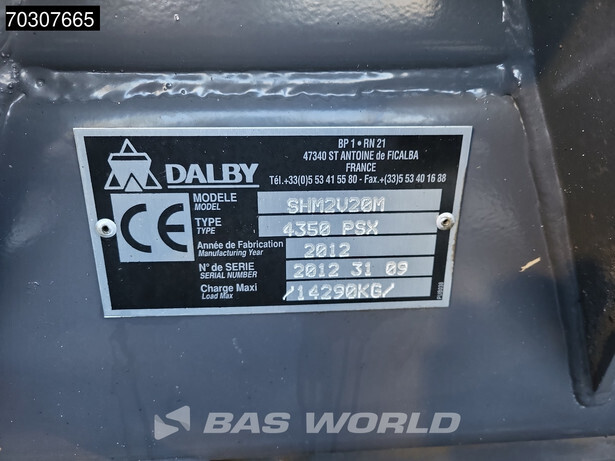 70307665
BP 1 • RN 21
47340 ST ANTOINE de FICALBA
FRANCE
Tél.+33(0)5 53 41 55 80 - Fax.+(33)5 53 40 16 88
DALBY
MODELE SHM2V20M
MODEL
TYPE 4350 PSX
TYPE
Année de Fabrication 2012
Manufacturing Year
N° de SERIE 2012 31 09
SERIAL NUMBER
Charge Maxi /14290KG/
Load Max
CE
BAS WORLD